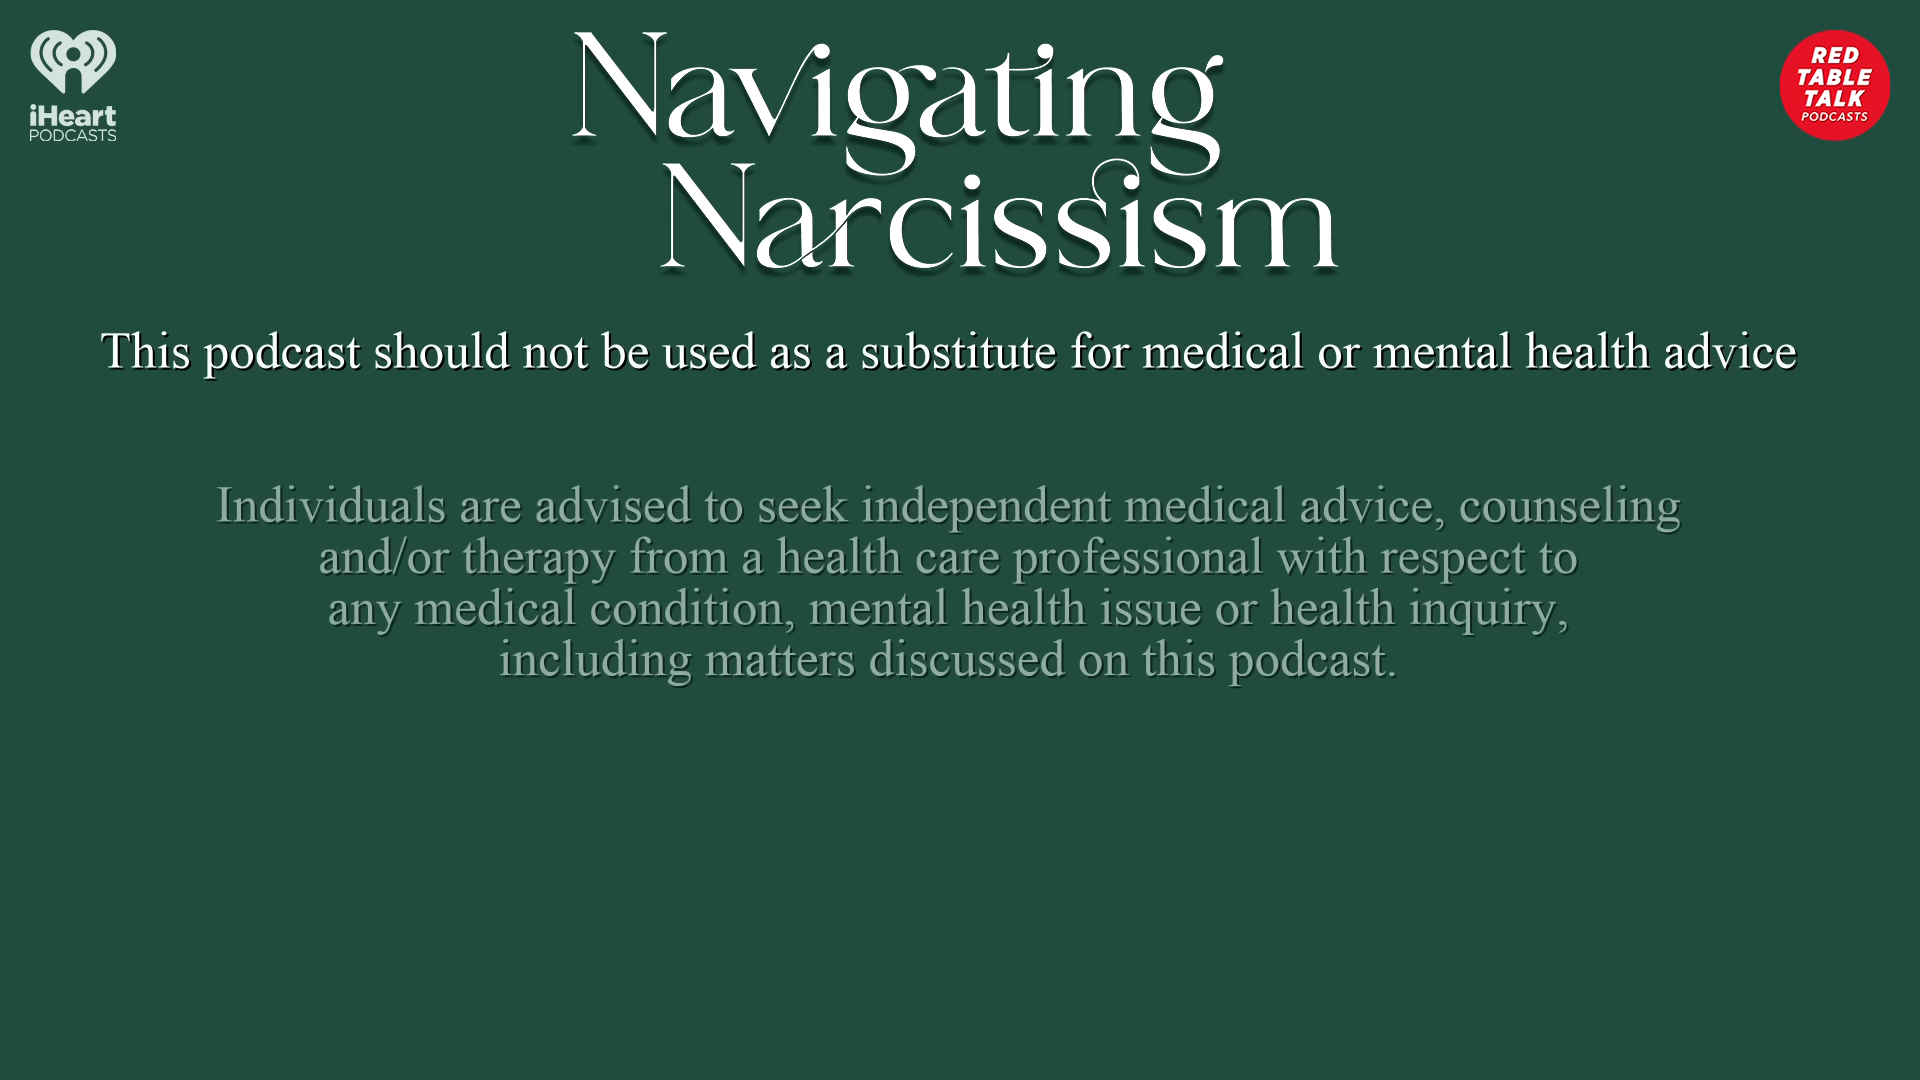 iHeart
PODCASTS
Navigating
Narcissism
RED
TABLE
TALK
PODCASTS
This podcast should not be used as a substitute for medical or mental health advice
Individuals are advised to seek independent medical advice, counseling
and/or therapy from a health care professional with respect to
any medical condition, mental health issue or health inquiry,
including matters discussed on this podcast.